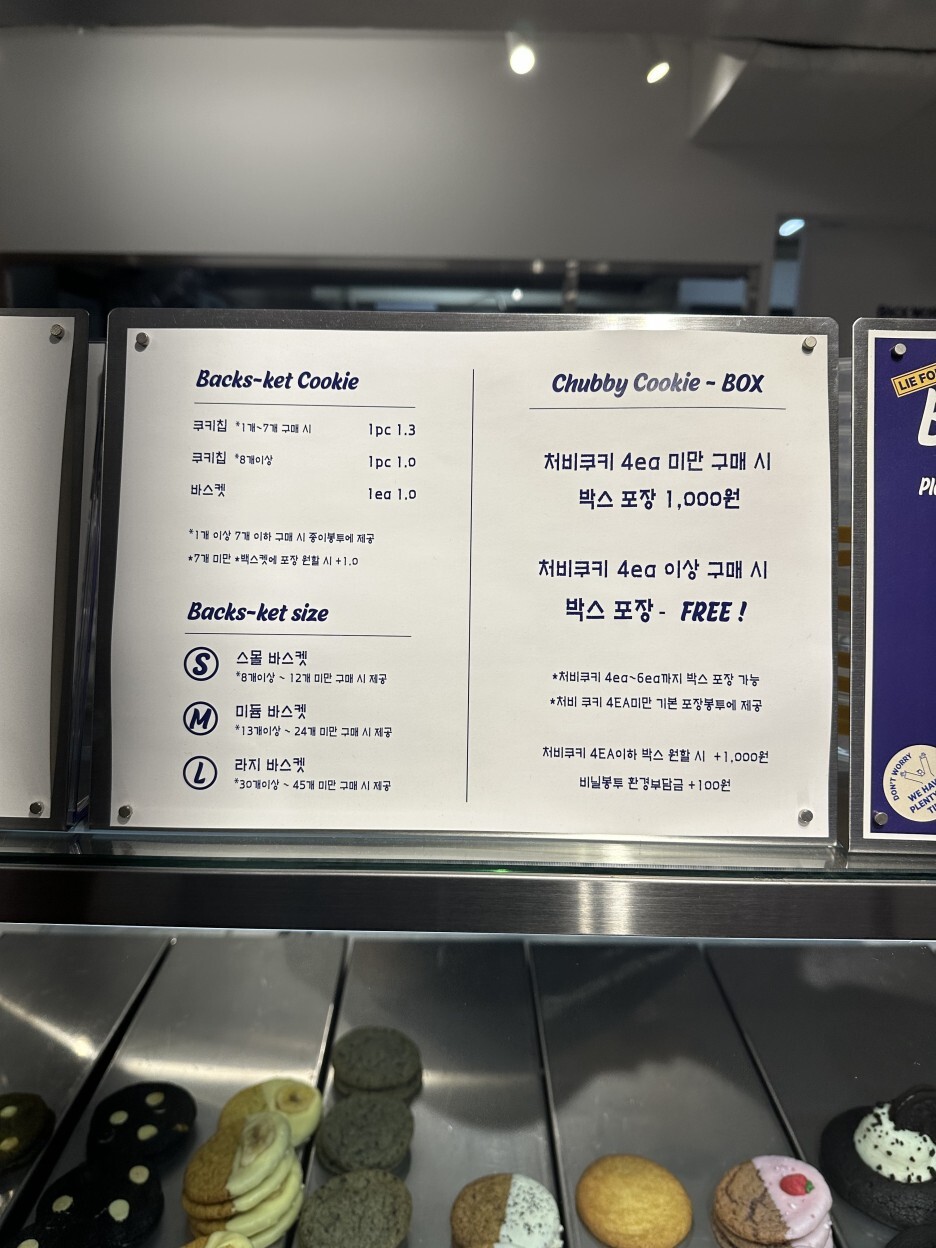 Backs-ket Cookie
쿠키칩 *1개~7개 구매 시 1pc 1.3
쿠키칩 *8개이상 1pc 1.0
바스켓 1ea 1.0
*1개 이상 7개 이하 구매 시 종이봉투에 제공
*7개 미만 *백스켓에 포장 원할 시 +1.0
Backs-ket size
S 스몰 바스켓
*8개이상 ~ 12개 미만 구매 시 제공
M 미듐 바스켓
*13개이상 ~ 24개 미만 구매 시 제공
L 라지 바스켓
*30개이상 ~ 45개 미만 구매 시 제공
Chubby Cookie ~ BOX
처비쿠키 4ea 미만 구매 시
박스 포장 1,000원
처비쿠키 4ea 이상 구매 시
박스 포장 - FREE !
*처비쿠키 4ea~6ea까지 박스 포장 가능
*처비 쿠키 4EA미만 기본 포장봉투에 제공
처비쿠키 4EA이하 박스 원할 시 +1,000원
비닐봉투 환경부담금 +100원
LIE FO
DON'T WORRY
WE HAV
PLENTY